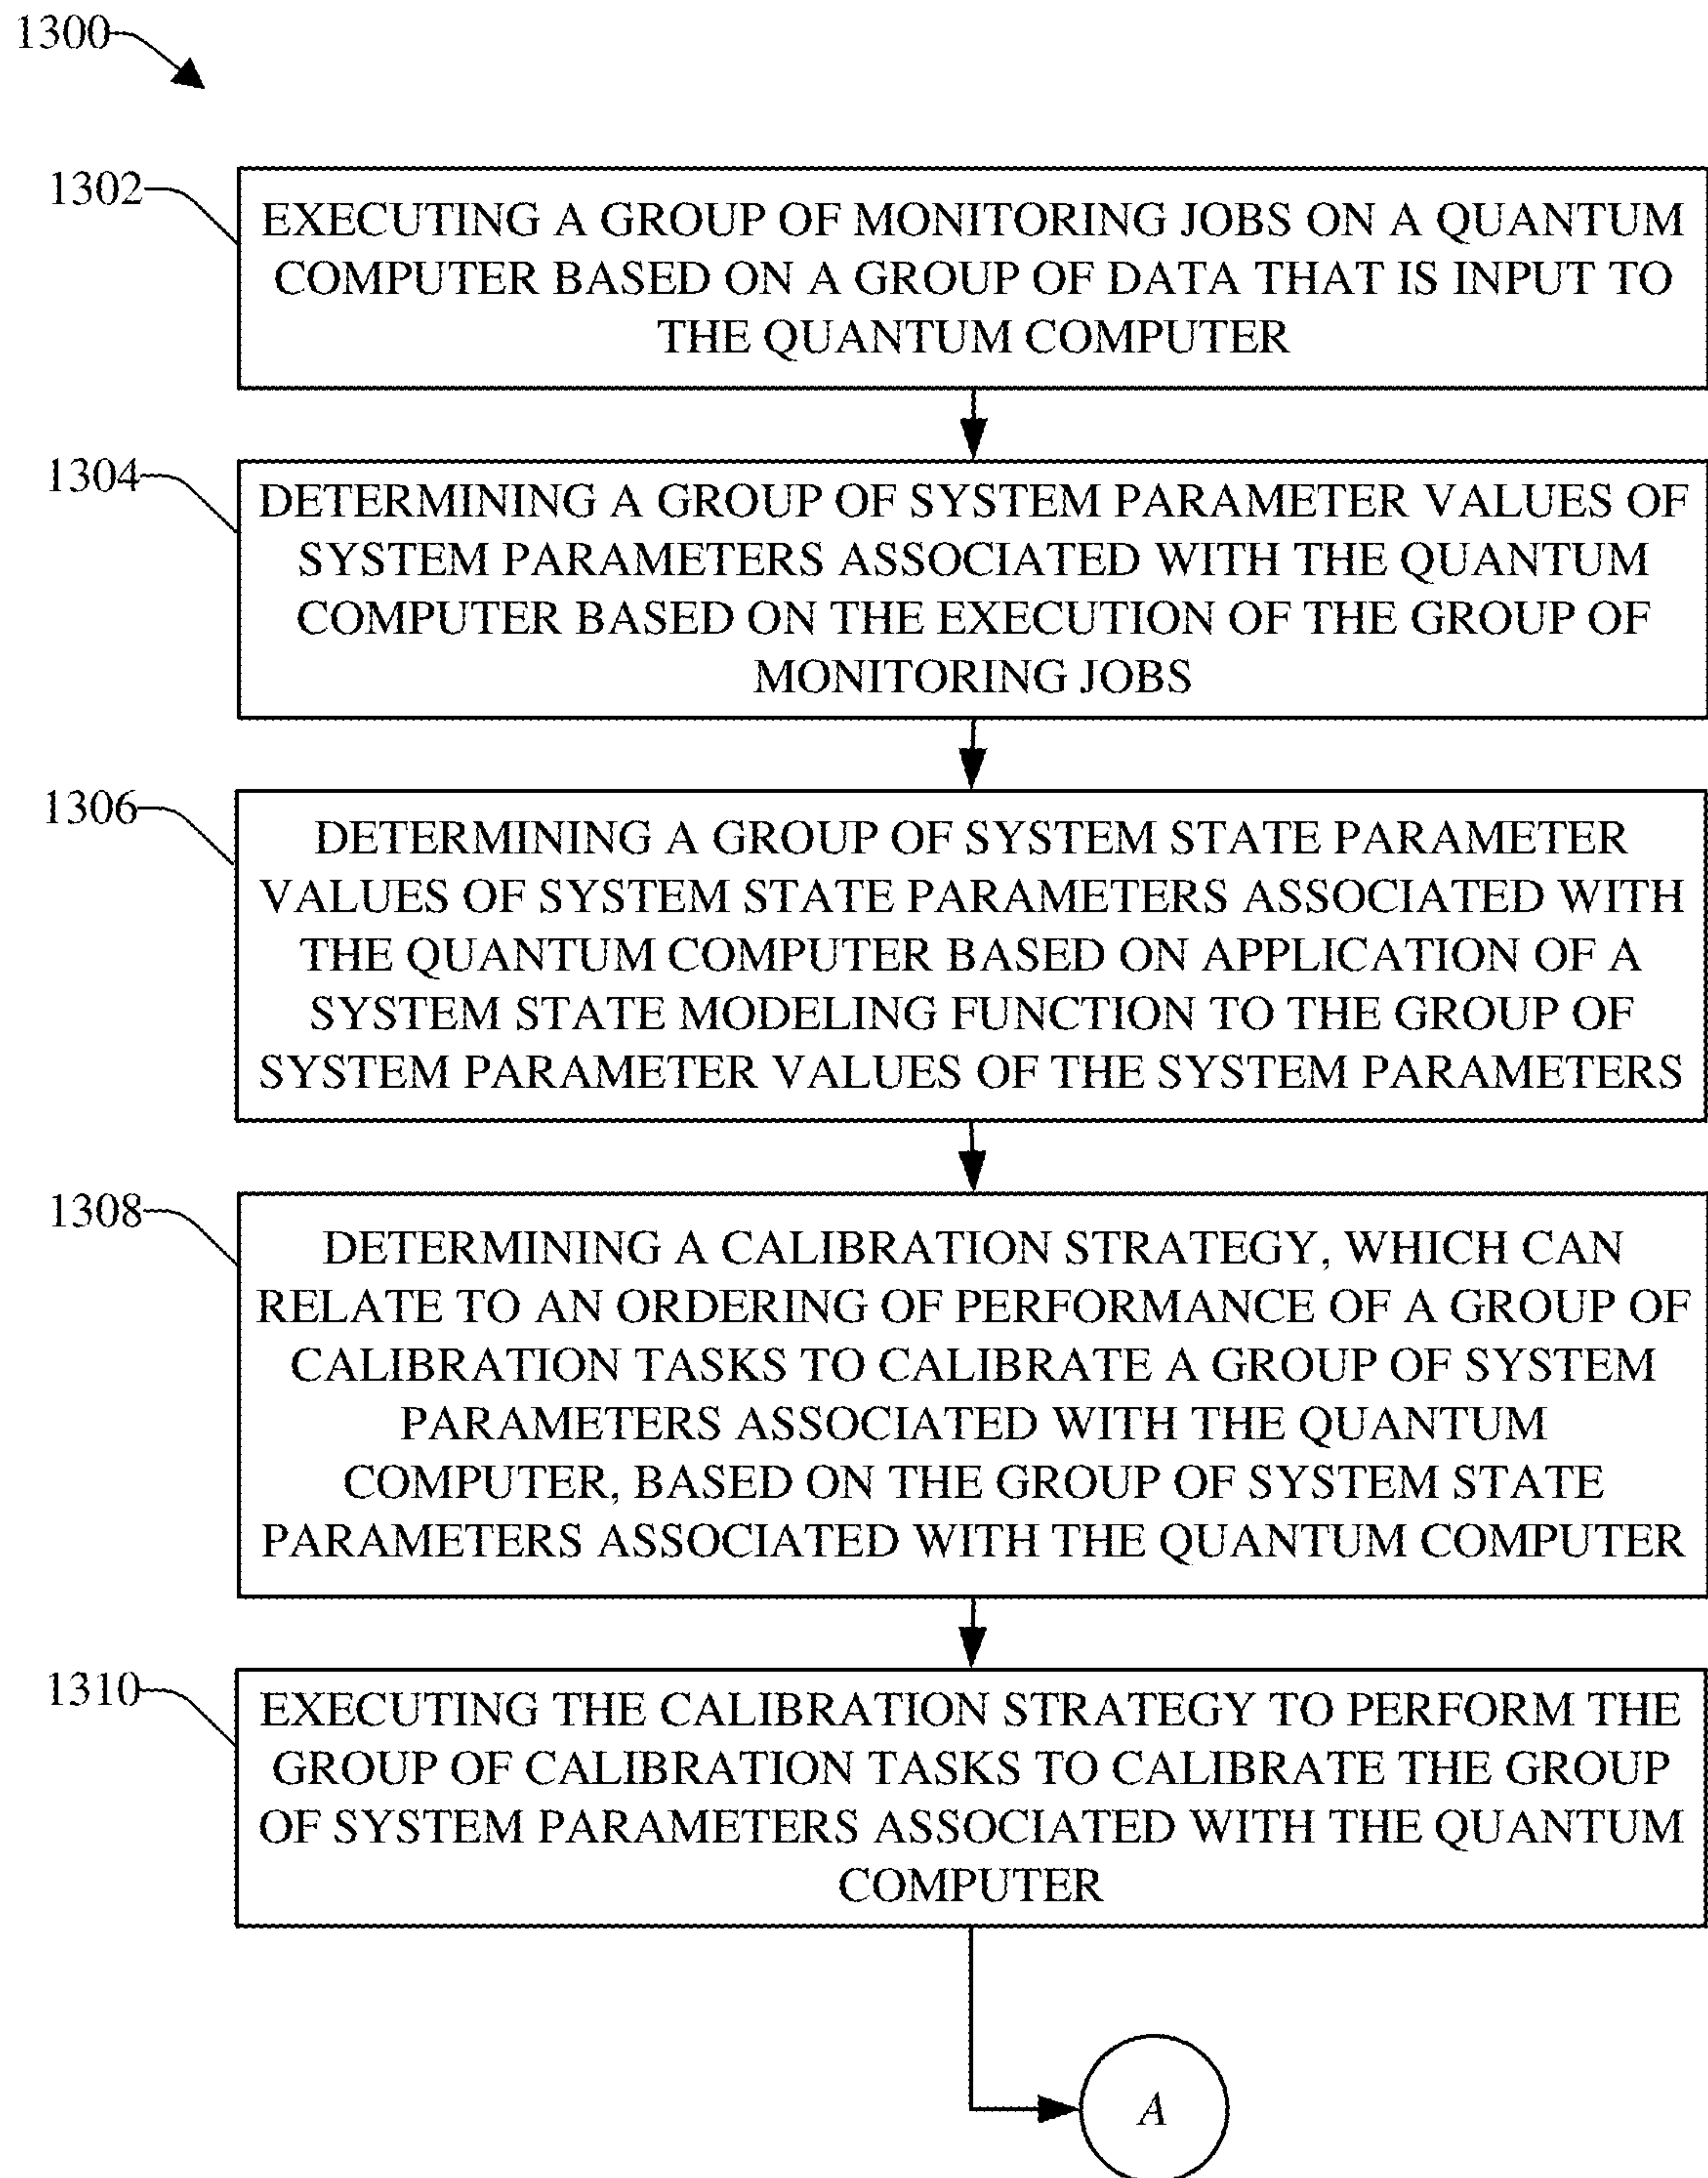 1300
1302
EXECUTING A GROUP OF MONITORING JOBS ON A QUANTUM
COMPUTER BASED ON A GROUP OF DATA THAT IS INPUT TO
THE QUANTUM COMPUTER
1304
DETERMINING A GROUP OF SYSTEM PARAMETER VALUES OF
SYSTEM PARAMETERS ASSOCIATED WITH THE QUANTUM
COMPUTER BASED ON THE EXECUTION OF THE GROUP OF
MONITORING JOBS
1306
DETERMINING A GROUP OF SYSTEM STATE PARAMETER
VALUES OF SYSTEM STATE PARAMETERS ASSOCIATED WITH
THE QUANTUM COMPUTER BASED ON APPLICATION OF A
SYSTEM STATE MODELING FUNCTION TO THE GROUP OF
SYSTEM PARAMETER VALUES OF THE SYSTEM PARAMETERS
1308
DETERMINING A CALIBRATION STRATEGY, WHICH CAN
RELATE TO AN ORDERING OF PERFORMANCE OF A GROUP OF
CALIBRATION TASKS TO CALIBRATE A GROUP OF SYSTEM
PARAMETERS ASSOCIATED WITH THE QUANTUM
COMPUTER, BASED ON THE GROUP OF SYSTEM STATE
PARAMETERS ASSOCIATED WITH THE QUANTUM COMPUTER
1310
EXECUTING THE CALIBRATION STRATEGY TO PERFORM THE
GROUP OF CALIBRATION TASKS TO CALIBRATE THE GROUP
OF SYSTEM PARAMETERS ASSOCIATED WITH THE QUANTUM
COMPUTER
A